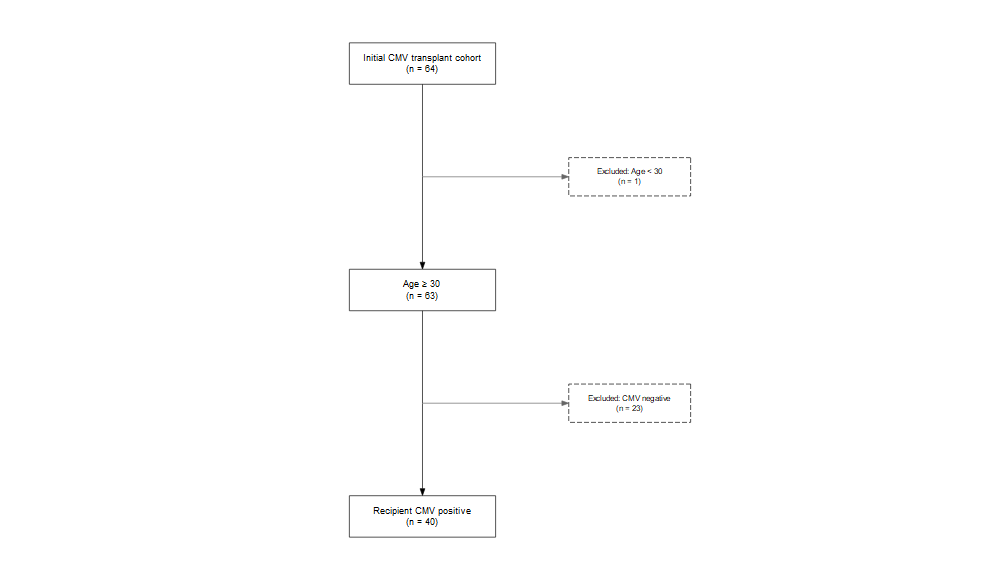 Initial CMV transplant cohort
(n = 64)
Excluded: Age < 30
(n = 1)
Age ≥ 30
(n = 63)
Excluded: CMV negative
(n = 23)
Recipient CMV positive
(n = 40)